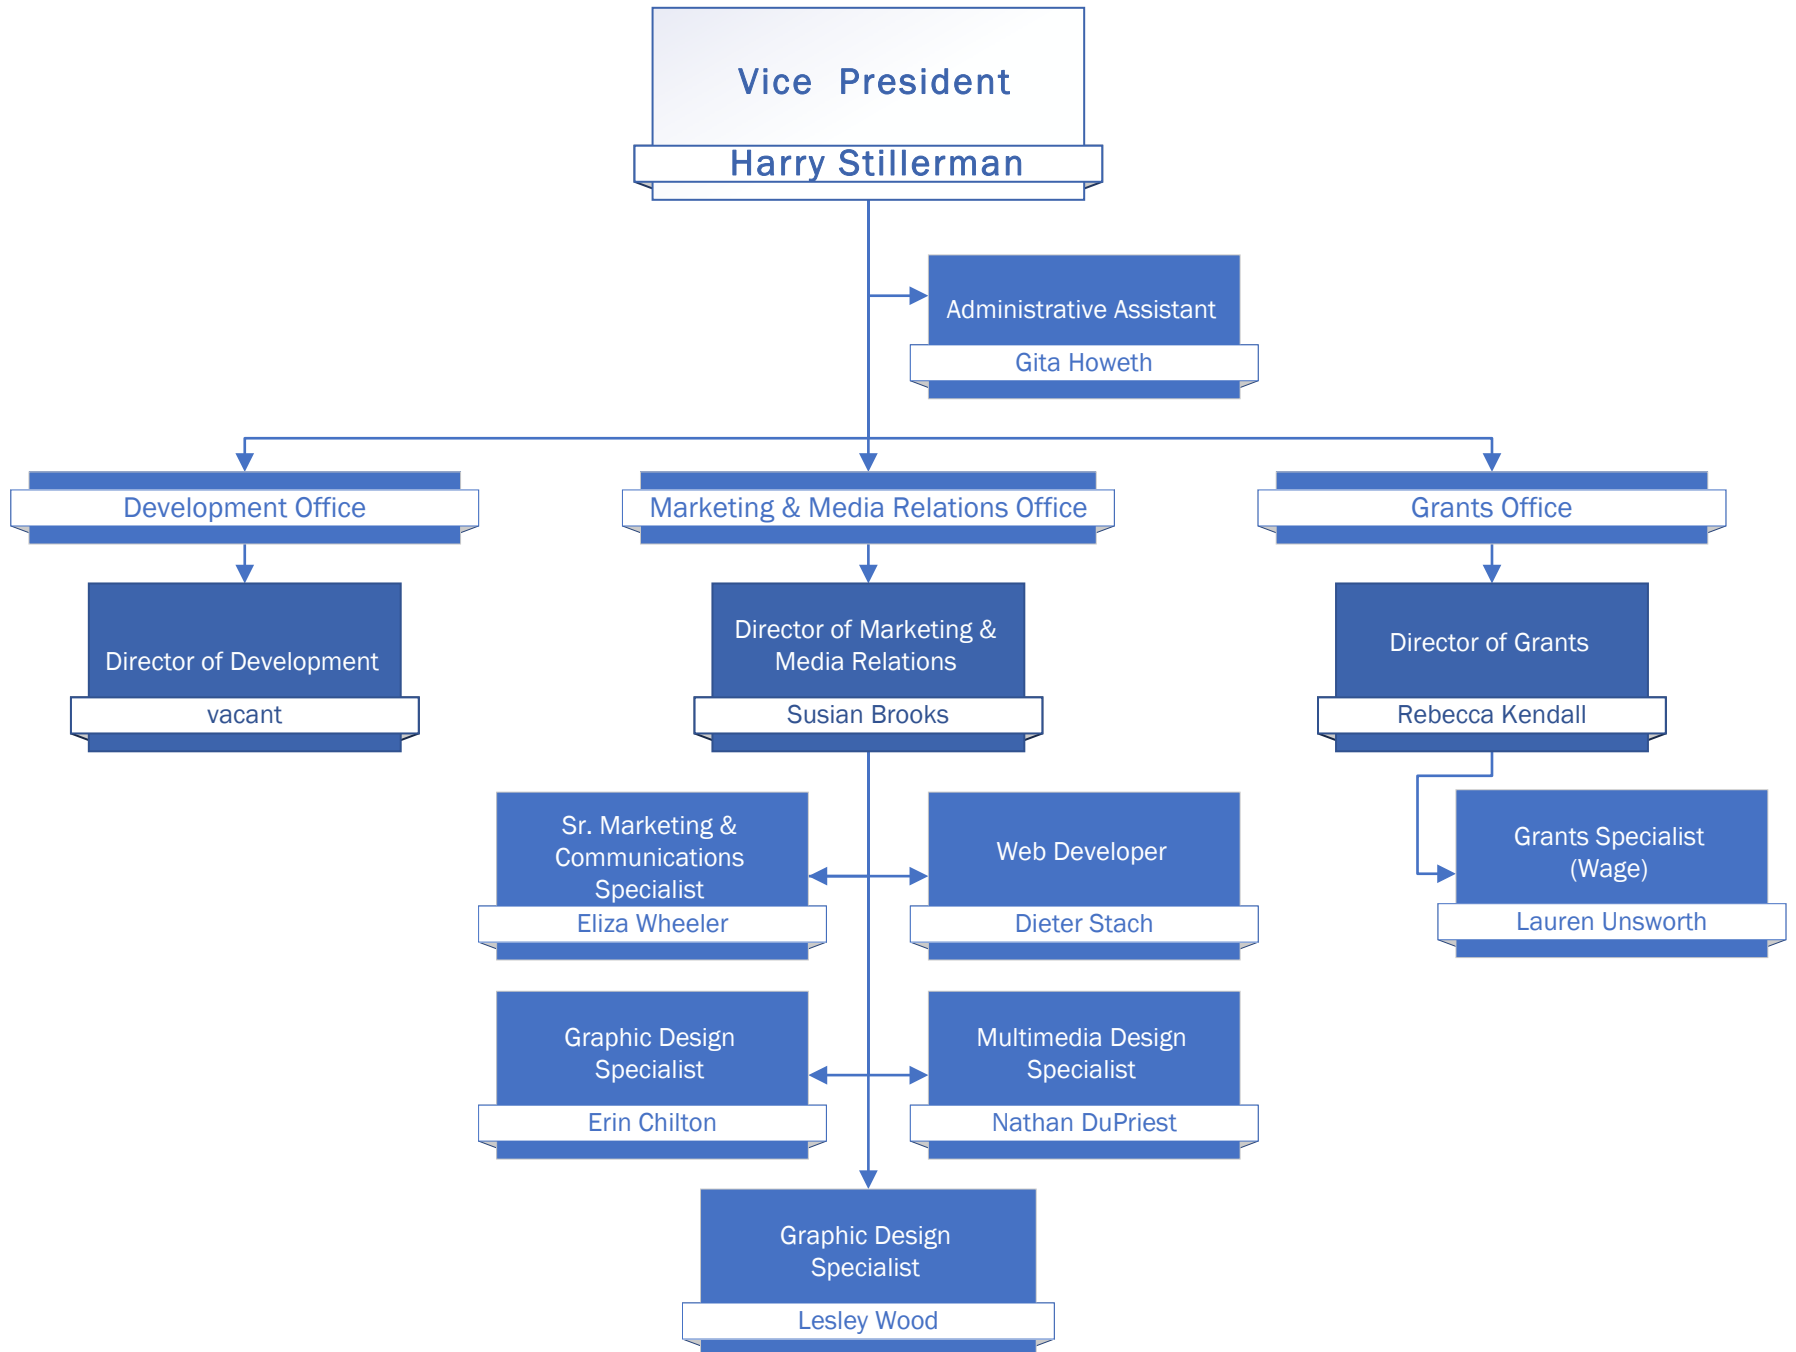 Vice President
Harry Stillerman
Administrative Assistant
Gita Howeth
Development Office
Marketing & Media Relations Office
Grants Office
Director of Development
vacant
Director of Marketing &
Media Relations
Susian Brooks
Director of Grants
Rebecca Kendall
Sr. Marketing &
Communications
Specialist
Eliza Wheeler
Web Developer
Dieter Stach
Grants Specialist
(Wage)
Lauren Unsworth
Graphic Design
Specialist
Erin Chilton
Multimedia Design
Specialist
Nathan DuPriest
Graphic Design
Specialist
Lesley Wood